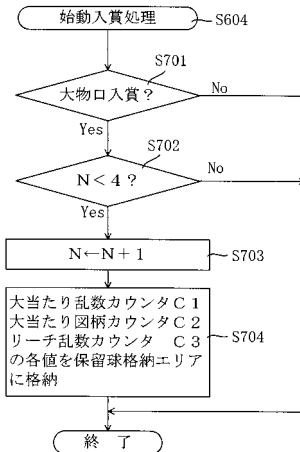 始動入賞処理
S604
S701
大物口入賞？
No
Yes
S702
N<4？
No
Yes
N←N+1
S703
大当たり乱数カウンタC1
大当たり図柄カウンタC2
リーチ乱数カウンタ C3
の各値を保留球格納エリア
に格納
S704
終了